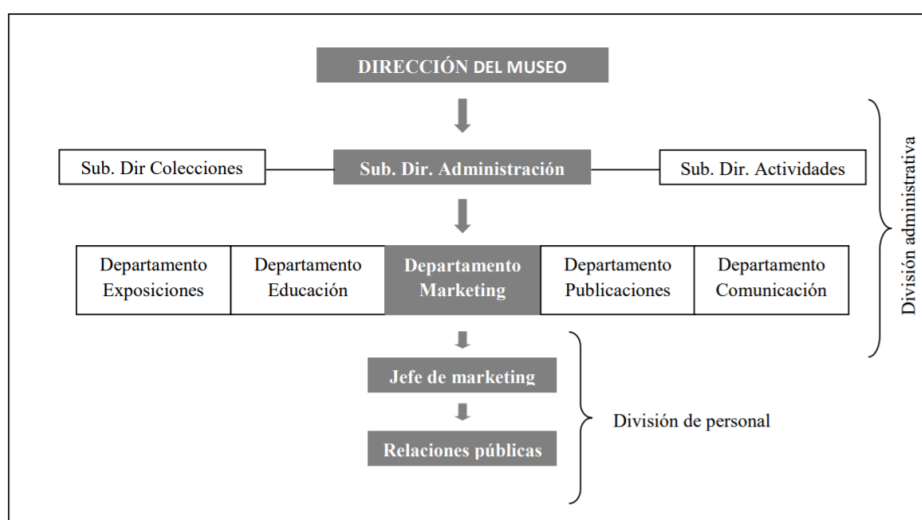 DIRECCIÓN DEL MUSEO
Sub. Dir Colecciones
Sub. Dir. Administración
Sub. Dir. Actividades
Departamento
Exposiciones
Departamento
Educación
Departamento
Marketing
Departamento
Publicaciones
Departamento
Comunicación
División administrativa
Jefe de marketing
Relaciones públicas
División de personal